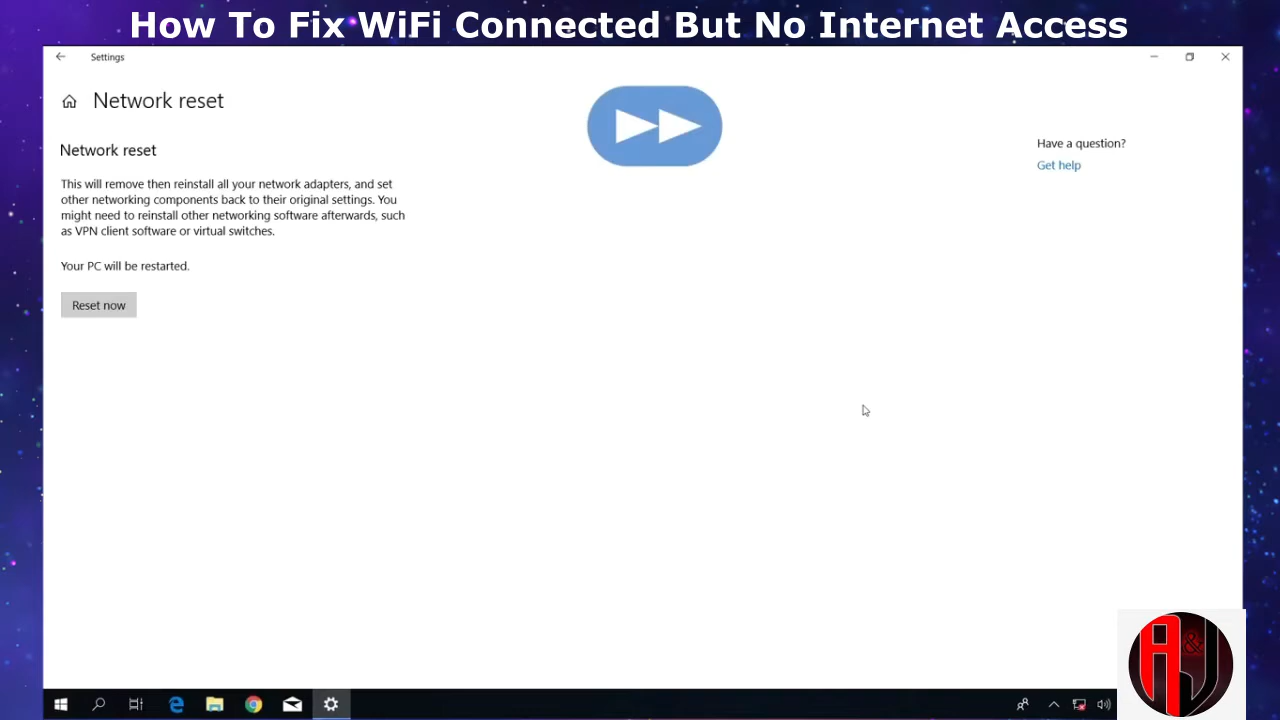 How To Fix WiFi Connected But No Internet Access
Settings
Network reset
Have a question?
Get help
Network reset
This will remove then reinstall all your network adapters, and set
other networking components back to their original settings. You
might need to reinstall other networking software afterwards, such
as VPN client software or virtual switches.
Your PC will be restarted.
Reset now
A&J